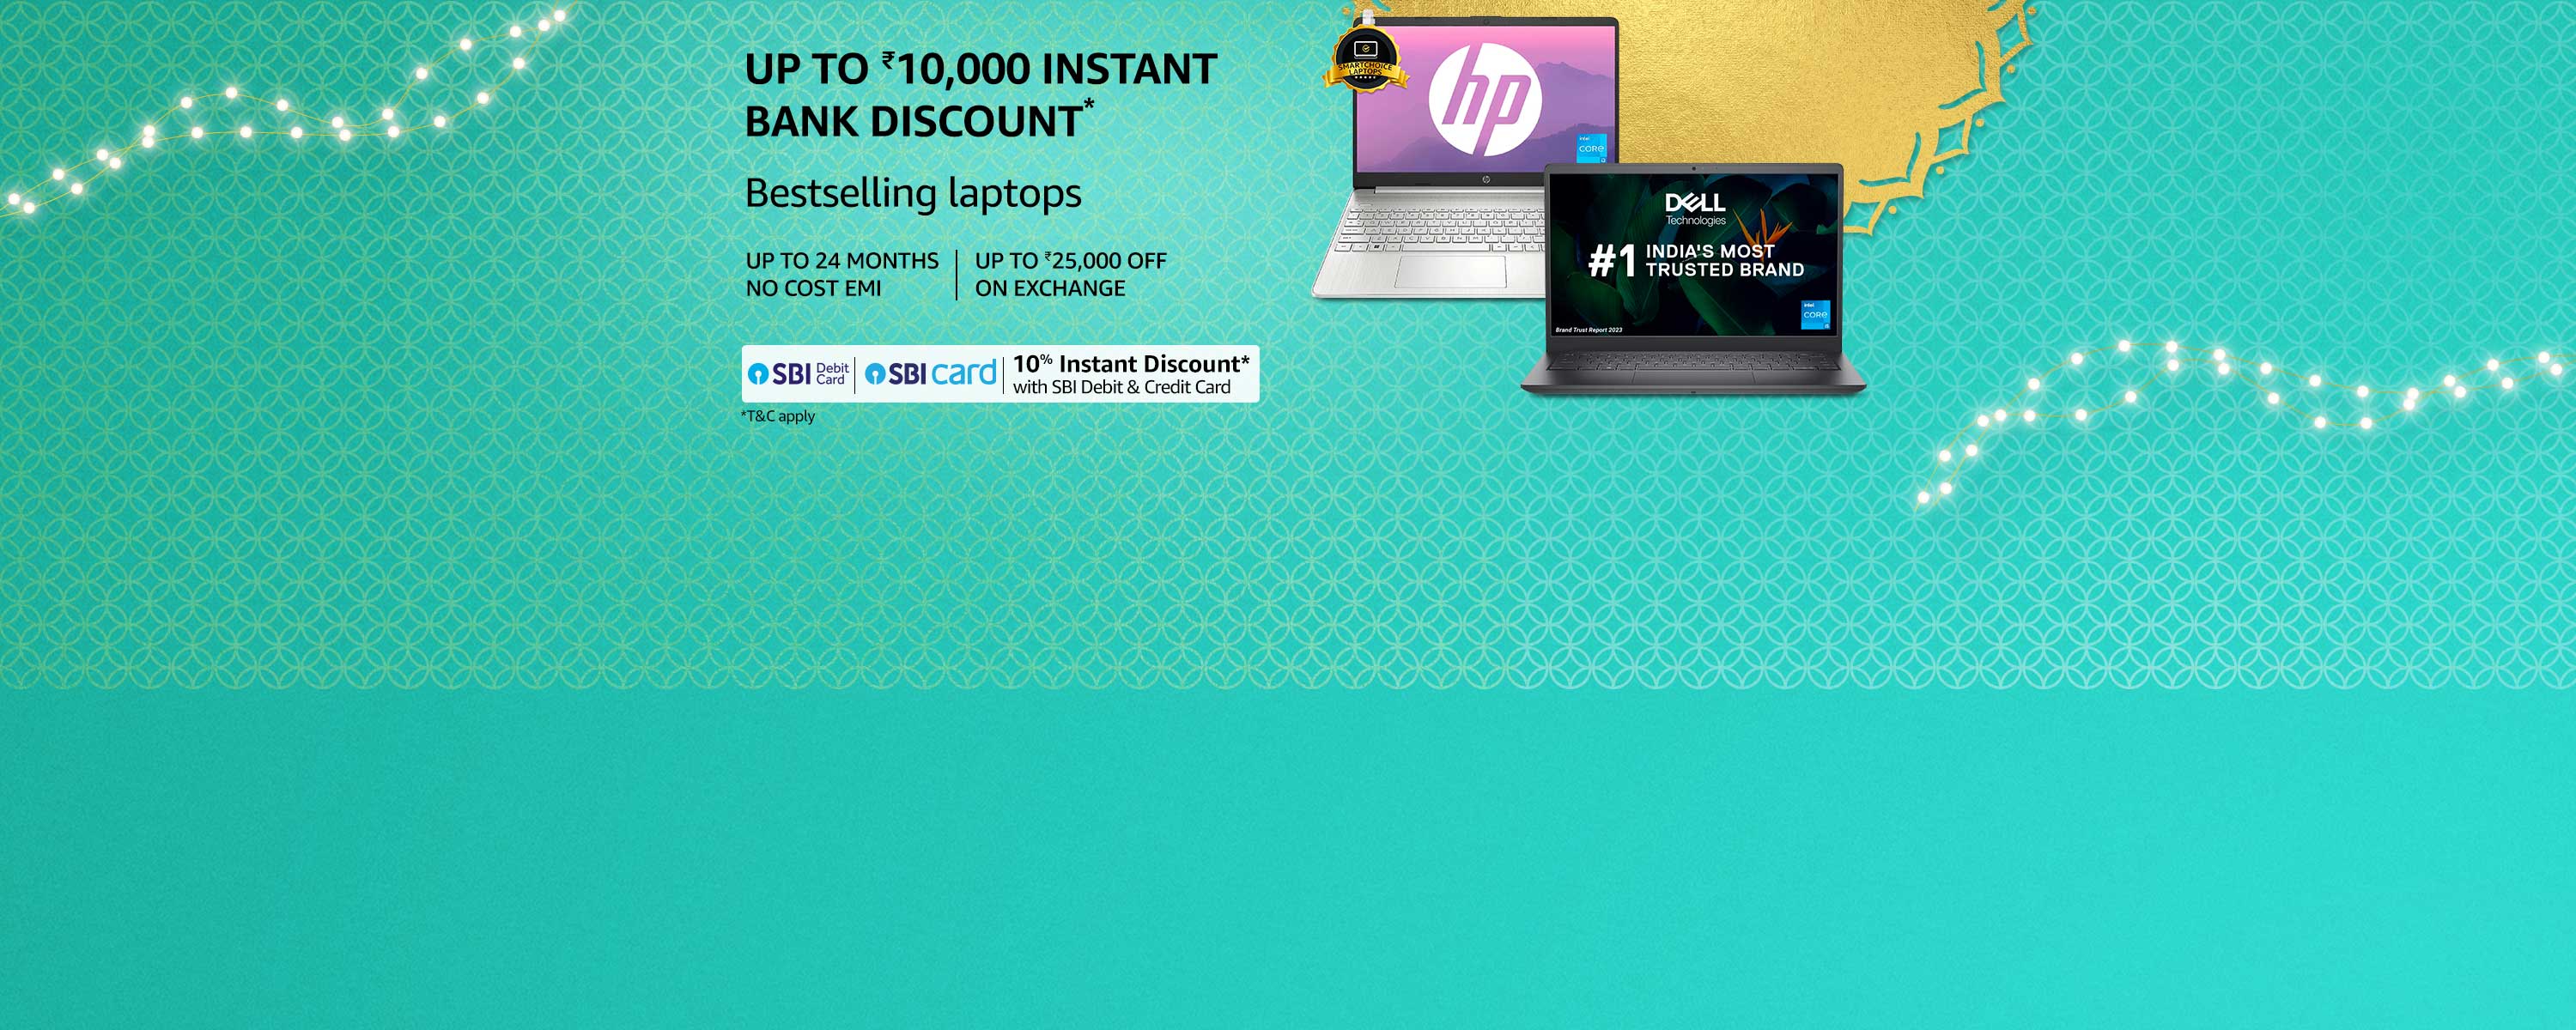 UP TO ₹10,000 INSTANT
BANK DISCOUNT*
Bestselling laptops
UP TO 24 MONTHS
NO COST EMI
UP TO ₹25,000 OFF
ON EXCHANGE
SBI Debit Card
SBI card
10% Instant Discount*
with SBI Debit & Credit Card
*T&C apply
SMARTCHOICE
LAPTOPS
hp
intel
CORE
hp
DELL
Technologies
#1 INDIA'S MOST
TRUSTED BRAND
intel
CORE
Brand Trust Report 2023